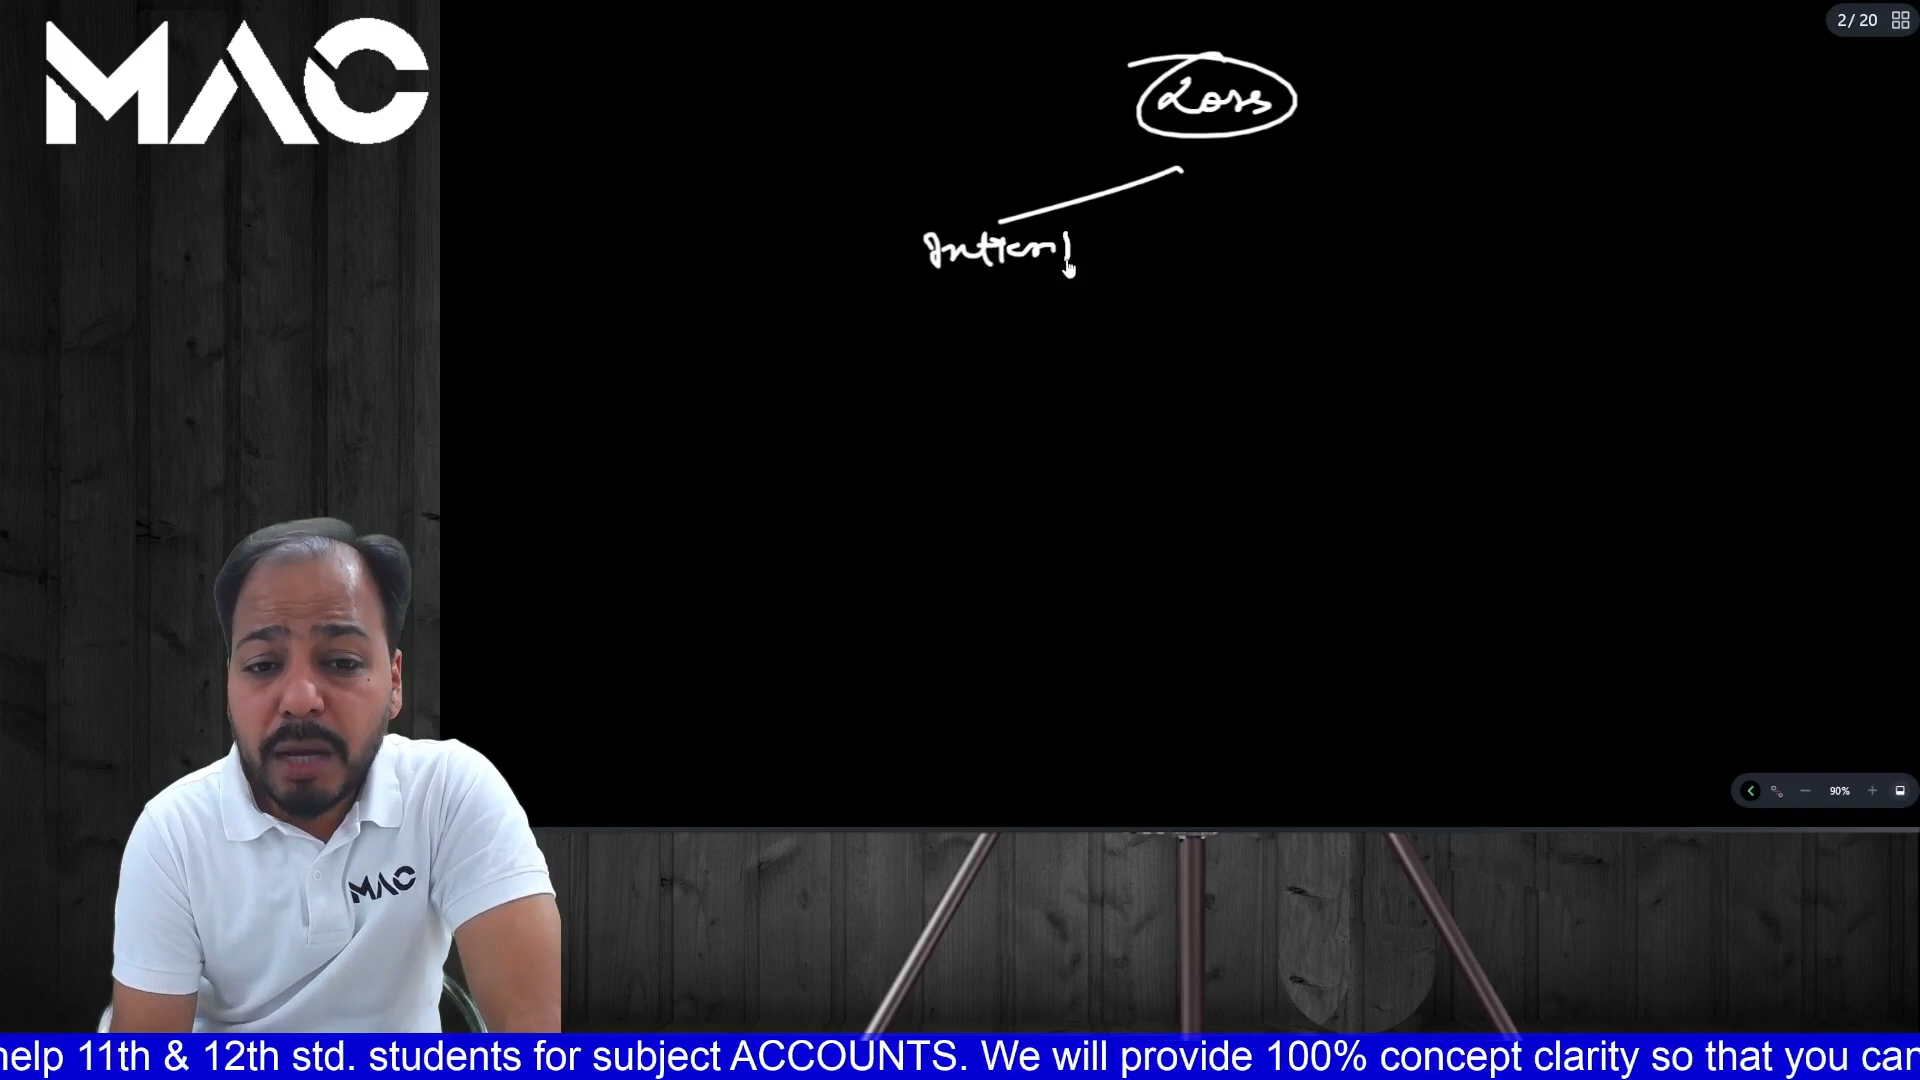 MAC
2/ 20
Loss
Internl
90%
MAC
help 11th & 12th std. students for subject ACCOUNTS. We will provide 100% concept clarity so that you can